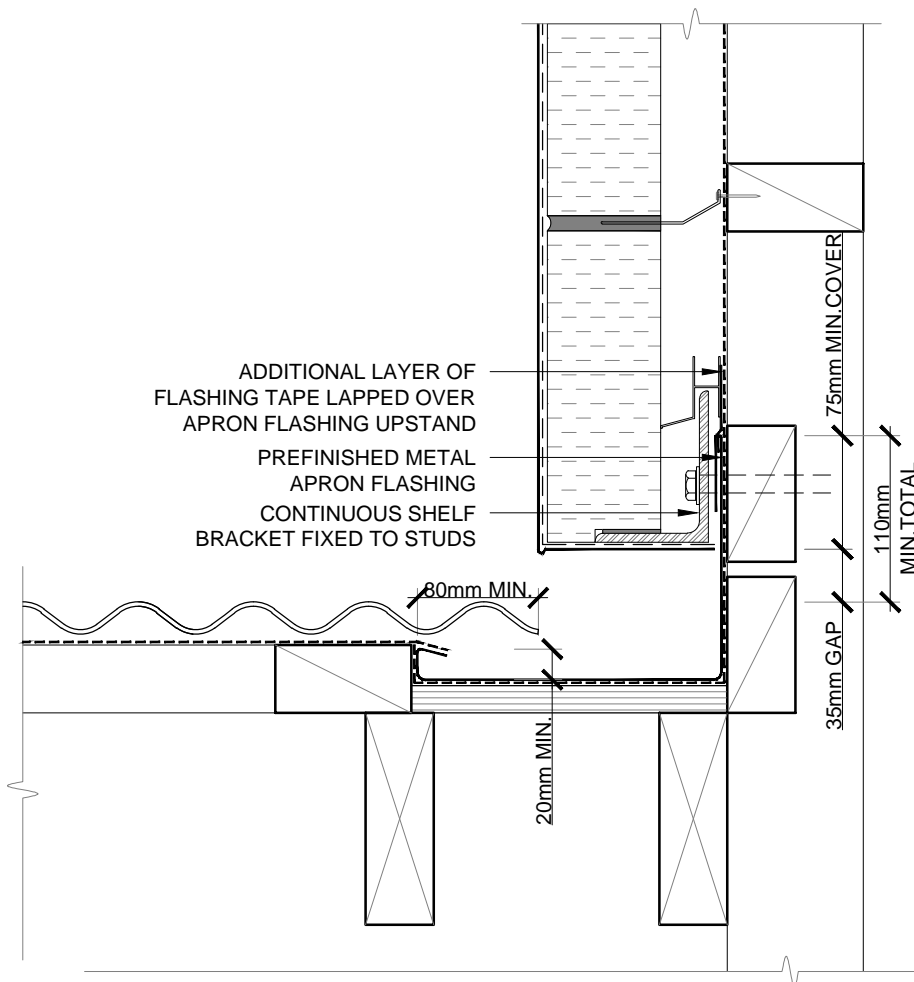 ADDITIONAL LAYER OF
FLASHING TAPE LAPPED OVER
APRON FLASHING UPSTAND
PREFINISHED METAL
APRON FLASHING
CONTINUOUS SHELF
BRACKET FIXED TO STUDS
75mm MIN.COVER
110mm
MIN.TOTAL
35mm GAP
80mm MIN.
20mm MIN.